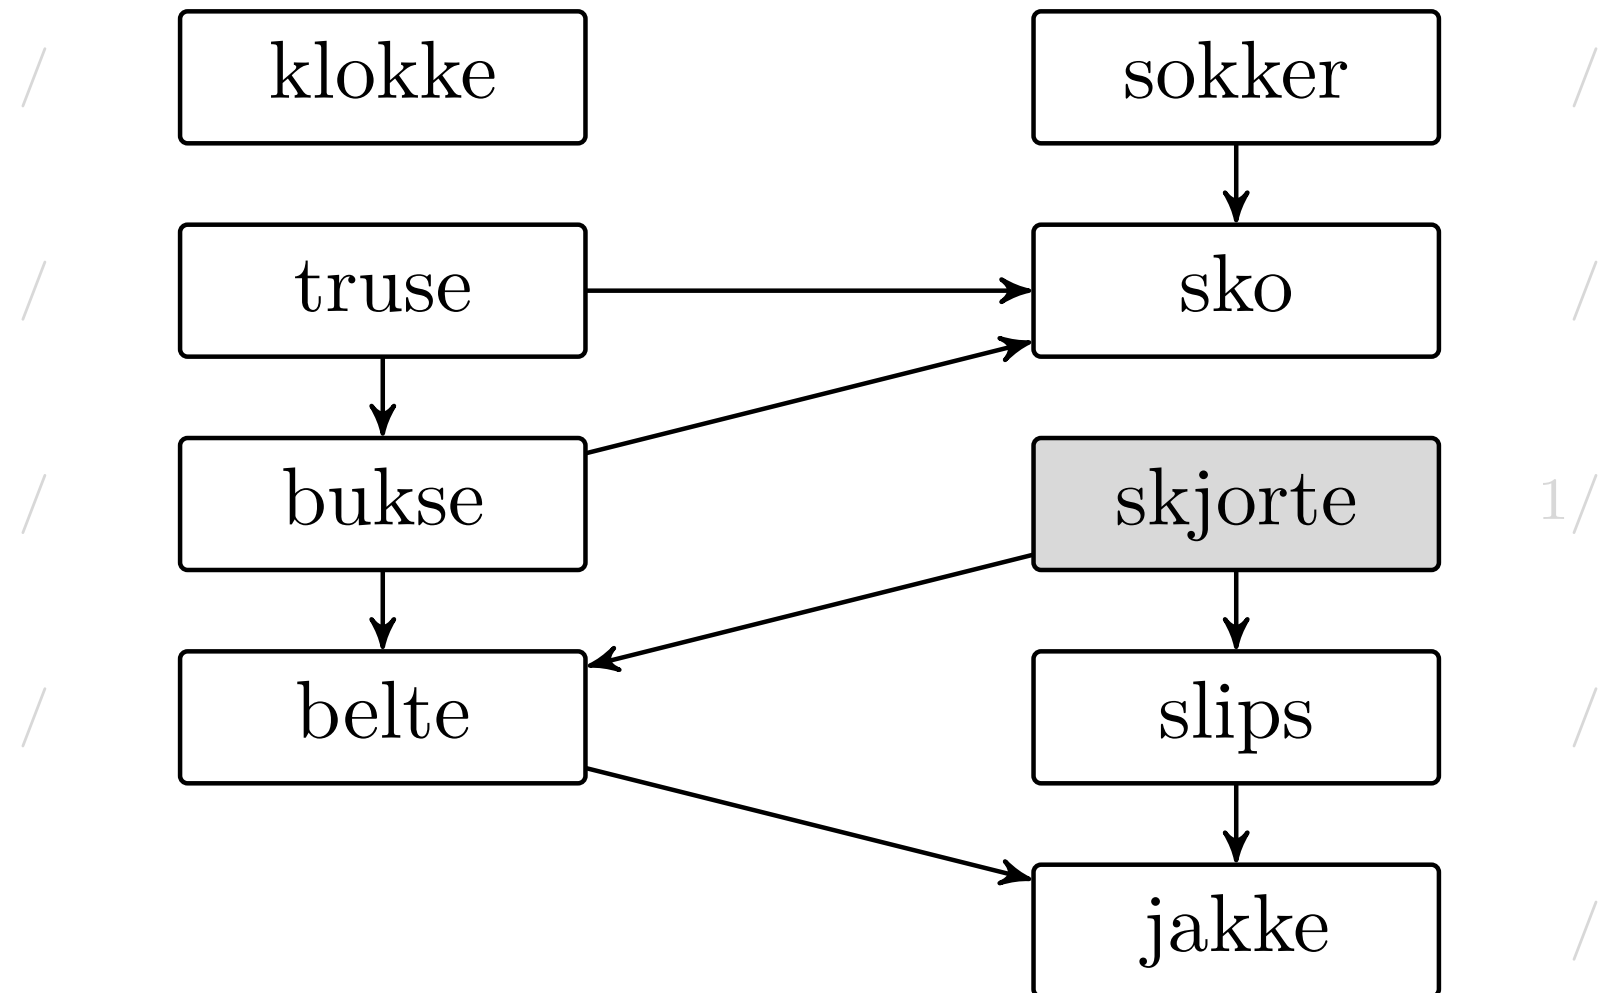 / klokke sokker /
/ truse sko /
/ bukse skjorte 1/
/ belte slips /
jakke /